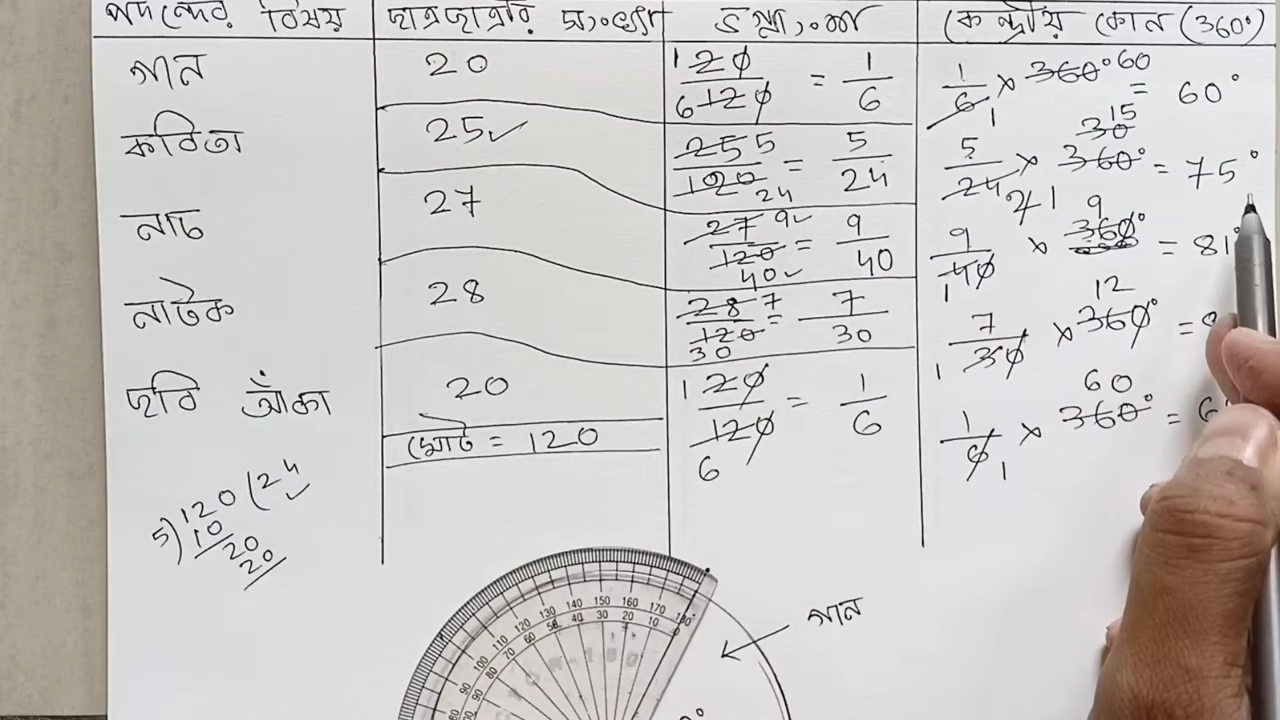 পছন্দের বিষয় ছাত্রছাত্রীর সংখ্যা ভগ্নাংশ কেন্দ্রীয় কোন (360°)
গান 20 20/120 = 1/6 1/6 × 360° = 60°
কবিতা 25 25/120 = 5/24 5/24 × 360° = 75°
নাচ 27 27/120 = 9/40 9/40 × 360° = 81°
নাটক 28 28/120 = 7/30 7/30 × 360° =
ছবি আঁকা 20 20/120 = 1/6 1/6 × 360° =
মোট = 120
5) 120 (24
10
20
20
গান